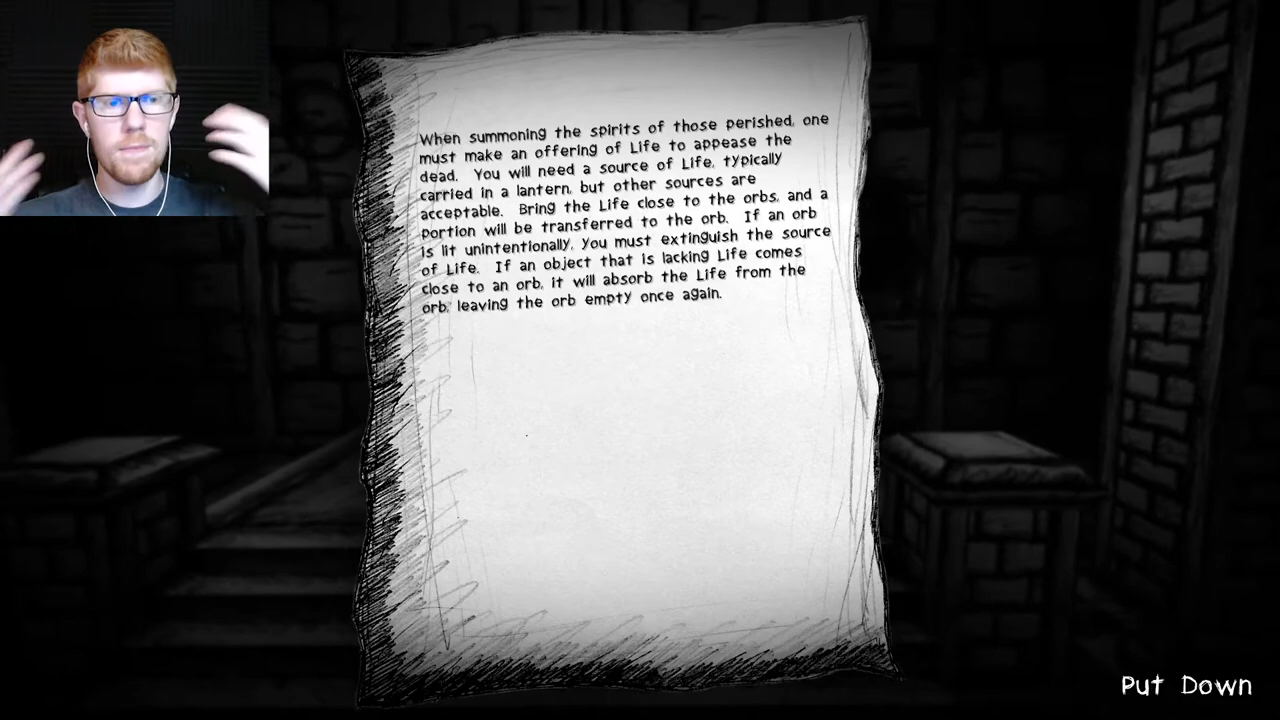 When summoning the spirits of those perished, one
must make an offering of Life to appease the
dead. You will need a source of Life, typically
carried in a lantern, but other sources are
acceptable. Bring the Life close to the orbs, and a
portion will be transferred to the orb. If an orb
is lit unintentionally, you must extinguish the source
of Life. If an object that is lacking Life comes
close to an orb, it will absorb the Life from the
orb, leaving the orb empty once again.
Put Down